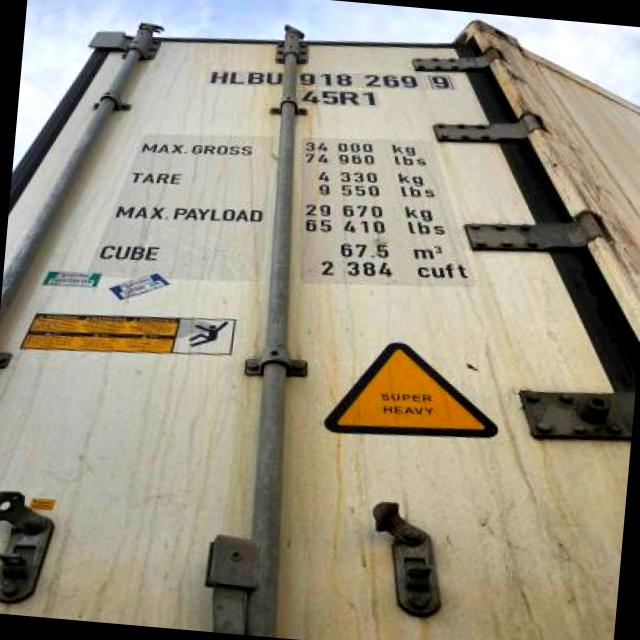 HLBU 918 269 9
45R1
MAX. GROSS 34 000 kg
74 960 lbs
TARE 4 330 kg
9 550 lbs
MAX. PAYLOAD 29 670 kg
65 410 lbs
CUBE 67.5 m³
2 384 cuft
SUPER
HEAVY